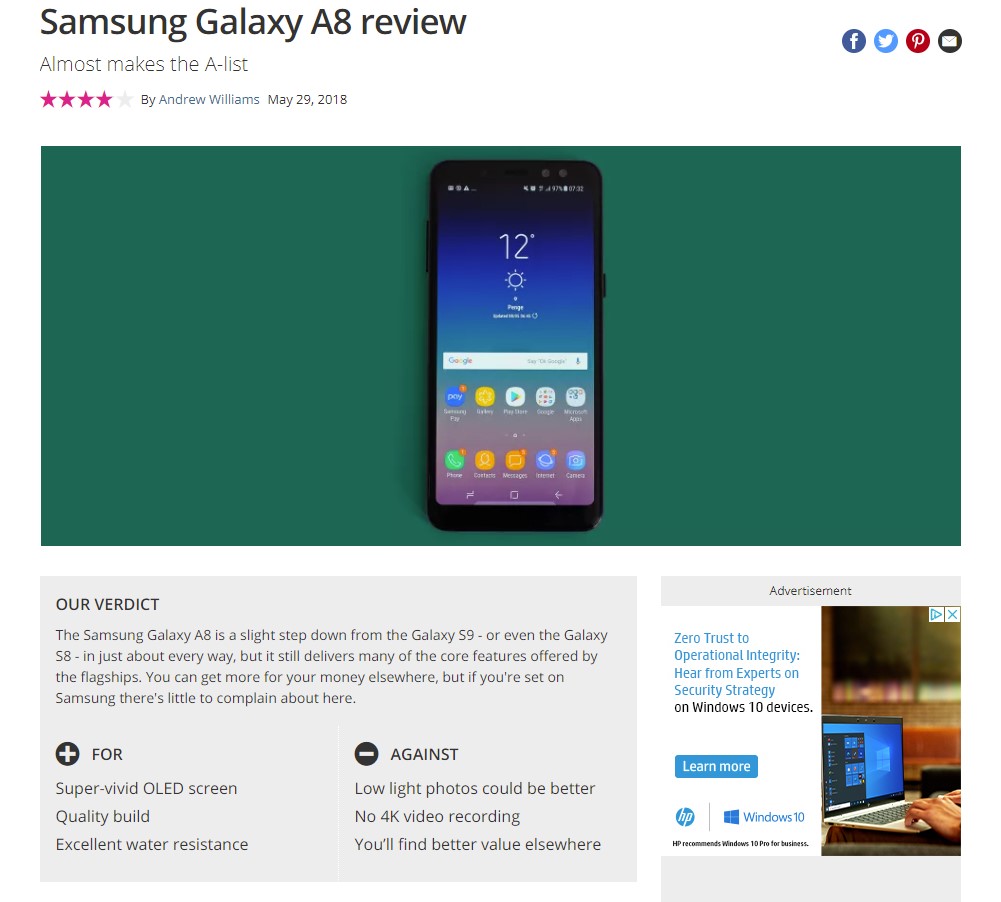 Samsung Galaxy A8 review
Almost makes the A-list
By Andrew Williams May 29, 2018
97% 07:32
12°
Penge
Google Say "Ok Google"
pay
Samsung Pay
Gallery
Play Store
Google
Microsoft Apps
Phone
Contacts
Messages
Internet
Camera
OUR VERDICT
The Samsung Galaxy A8 is a slight step down from the Galaxy S9 - or even the Galaxy
S8 - in just about every way, but it still delivers many of the core features offered by
the flagships. You can get more for your money elsewhere, but if you're set on
Samsung there's little to complain about here.
FOR
Super-vivid OLED screen
Quality build
Excellent water resistance
AGAINST
Low light photos could be better
No 4K video recording
You'll find better value elsewhere
Advertisement
Zero Trust to
Operational Integrity:
Hear from Experts on
Security Strategy
on Windows 10 devices.
Learn more
hp
Windows 10
HP recommends Windows 10 Pro for business.